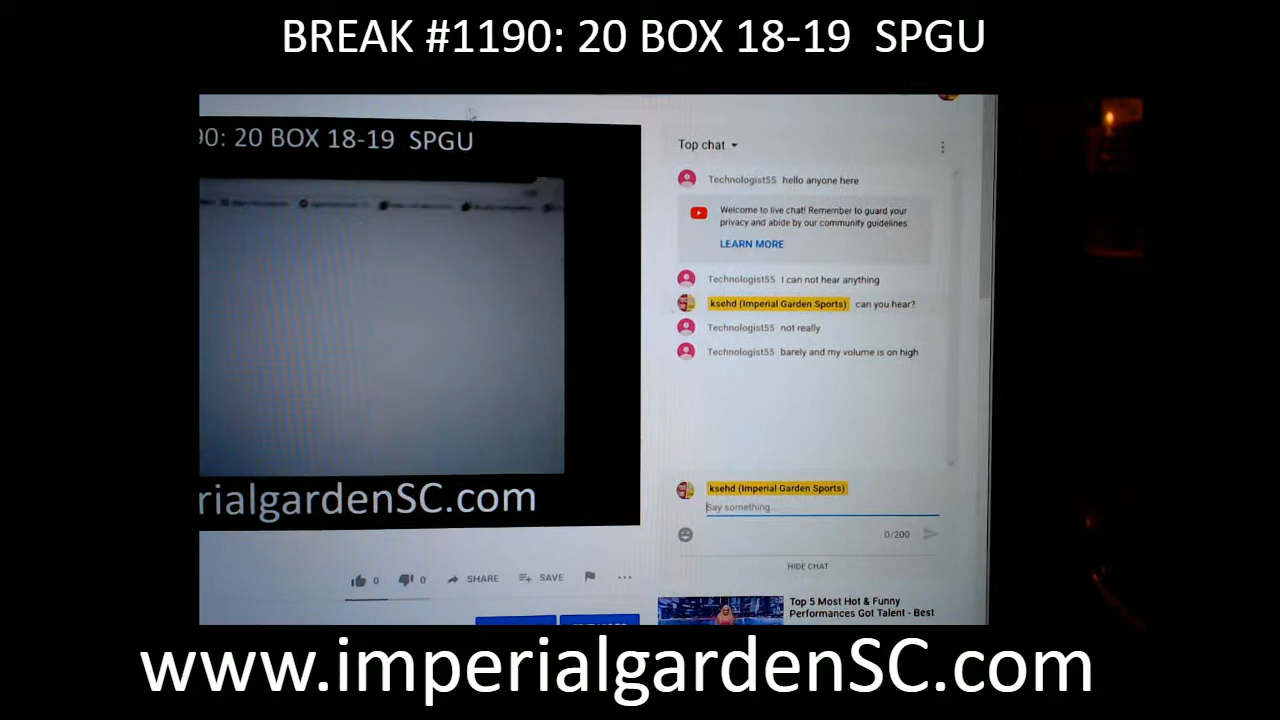 BREAK #1190: 20 BOX 18-19 SPGU
90: 20 BOX 18-19 SPGU
Top chat
Technologist55 hello anyone here
Welcome to live chat! Remember to guard your
privacy and abide by our community guidelines.
LEARN MORE
Technologist55 I can not hear anything
ksehd (Imperial Garden Sports) can you hear?
Technologist55 not really
Technologist55 barely and my volume is on high
ksehd (Imperial Garden Sports)
Say something...
0/200
HIDE CHAT
rialgardenSC.com
0 0 SHARE SAVE
Top 5 Most Hot & Funny
Performances Got Talent - Best
www.imperialgardenSC.com